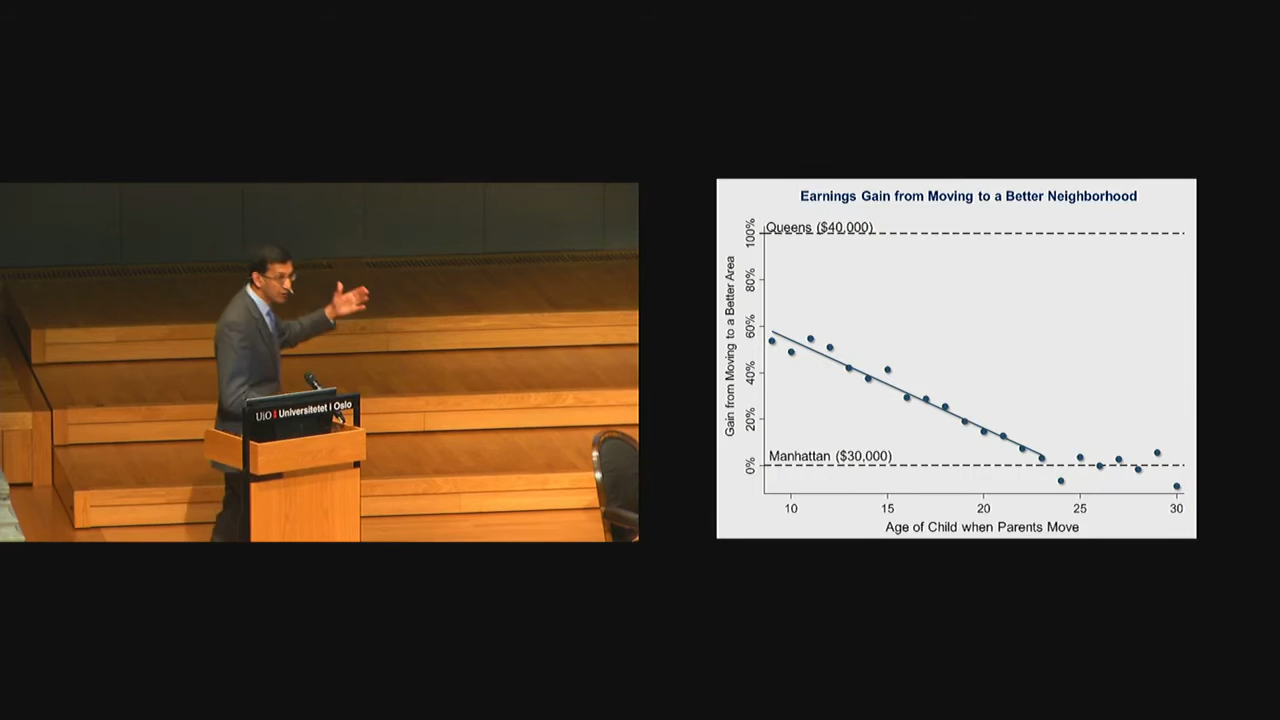 UiO Universitetet i Oslo
Earnings Gain from Moving to a Better Neighborhood
Gain from Moving to a Better Area
100%
80%
60%
40%
20%
0%
Queens ($40,000)
Manhattan ($30,000)
10 15 20 25 30
Age of Child when Parents Move